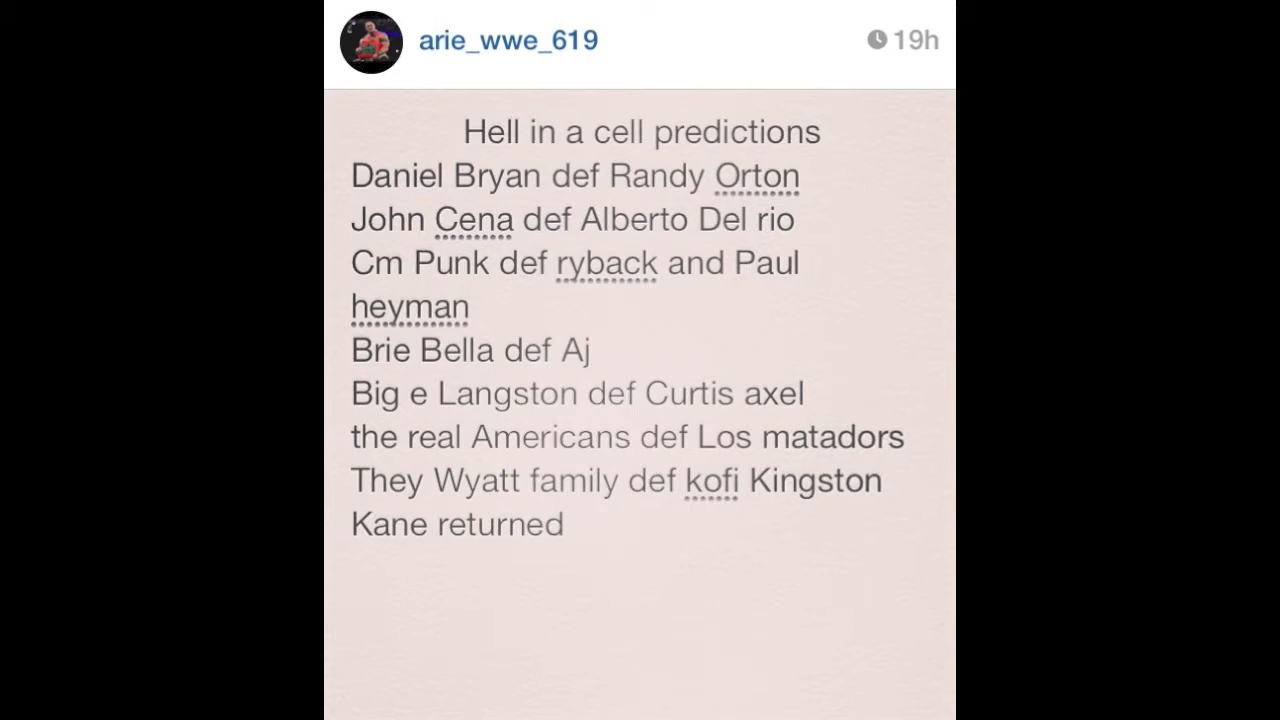 arie_wwe_619
19h
Hell in a cell predictions
Daniel Bryan def Randy Orton
John Cena def Alberto Del rio
Cm Punk def ryback and Paul
heyman
Brie Bella def Aj
Big e Langston def Curtis axel
the real Americans def Los matadors
They Wyatt family def kofi Kingston
Kane returned